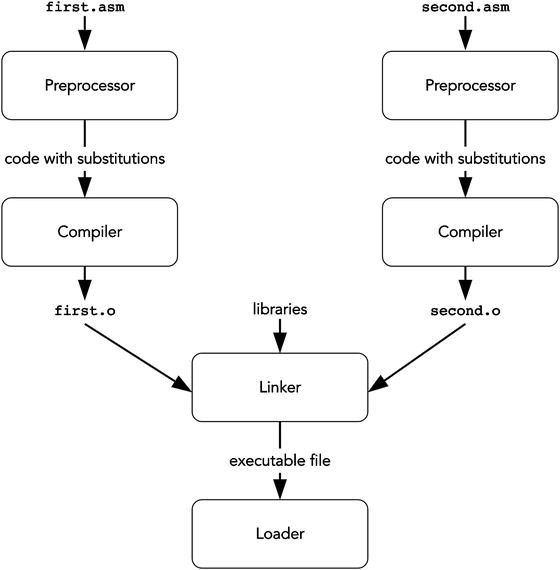 first.asm
second.asm
Preprocessor
Preprocessor
code with substitutions
code with substitutions
Compiler
Compiler
first.o
libraries
second.o
Linker
executable file
Loader